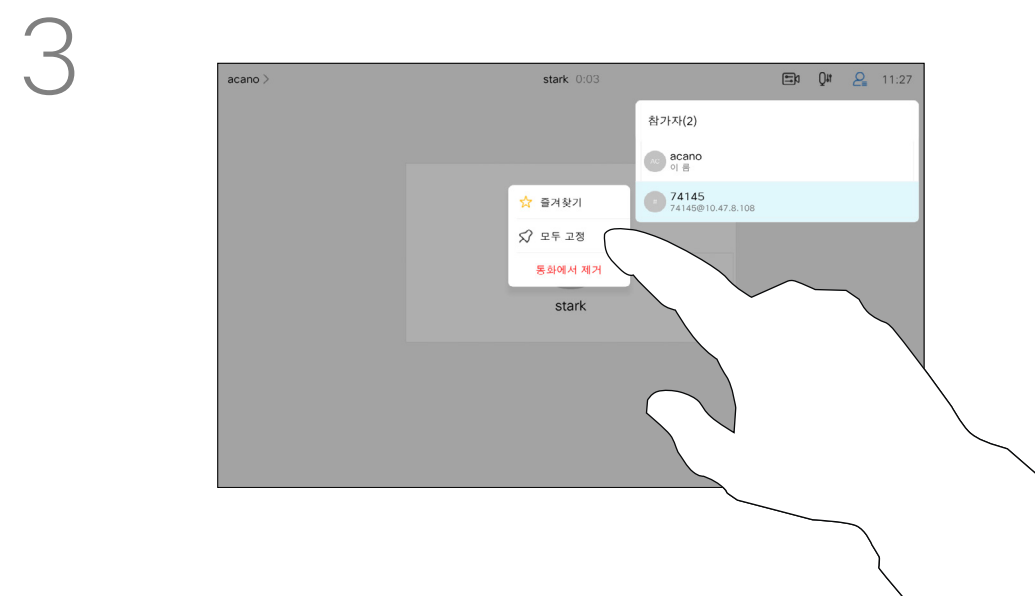 3
acano >
stark 0:03
11:27
참가자(2)
AC
acano
이 름
74145
74145@10.47.8.108
즐겨찾기
모두 고정
통화에서 제거
stark